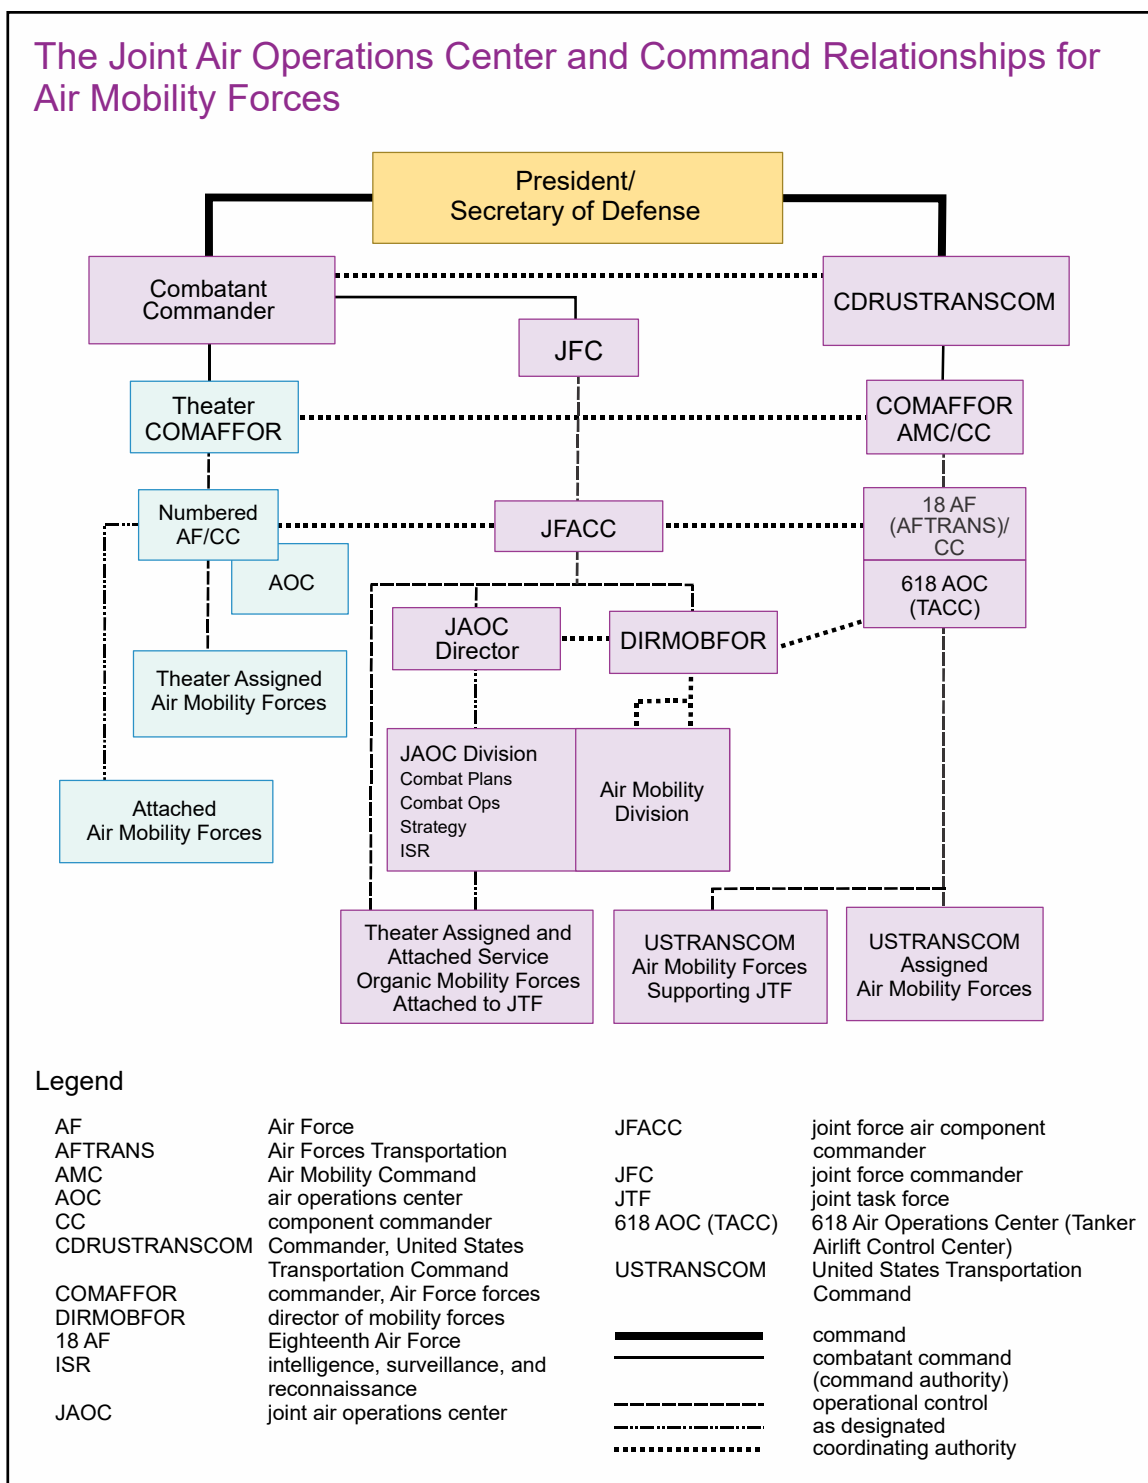 The Joint Air Operations Center and Command Relationships for
Air Mobility Forces
President/
Secretary of Defense
Combatant
Commander
CDRUSTRANSCOM
JFC
Theater
COMAFFOR
COMAFFOR
AMC/CC
Numbered
AF/CC
AOC
JFACC
18 AF
(AFTRANS)/
CC
618 AOC
(TACC)
JAOC
Director
DIRMOBFOR
Theater Assigned
Air Mobility Forces
JAOC Division
Combat Plans
Combat Ops
Strategy
ISR
Air Mobility
Division
Attached
Air Mobility Forces
Theater Assigned and
Attached Service
Organic Mobility Forces
Attached to JTF
USTRANSCOM
Air Mobility Forces
Supporting JTF
USTRANSCOM
Assigned
Air Mobility Forces
Legend
AF Air Force
AFTRANS Air Forces Transportation
AMC Air Mobility Command
AOC air operations center
CC component commander
CDRUSTRANSCOM Commander, United States
Transportation Command
COMAFFOR commander, Air Force forces
DIRMOBFOR director of mobility forces
18 AF Eighteenth Air Force
ISR intelligence, surveillance, and
reconnaissance
JAOC joint air operations center
JFACC joint force air component
commander
JFC joint force commander
JTF joint task force
618 AOC (TACC) 618 Air Operations Center (Tanker
Airlift Control Center)
USTRANSCOM United States Transportation
Command
command
combatant command
(command authority)
operational control
as designated
coordinating authority